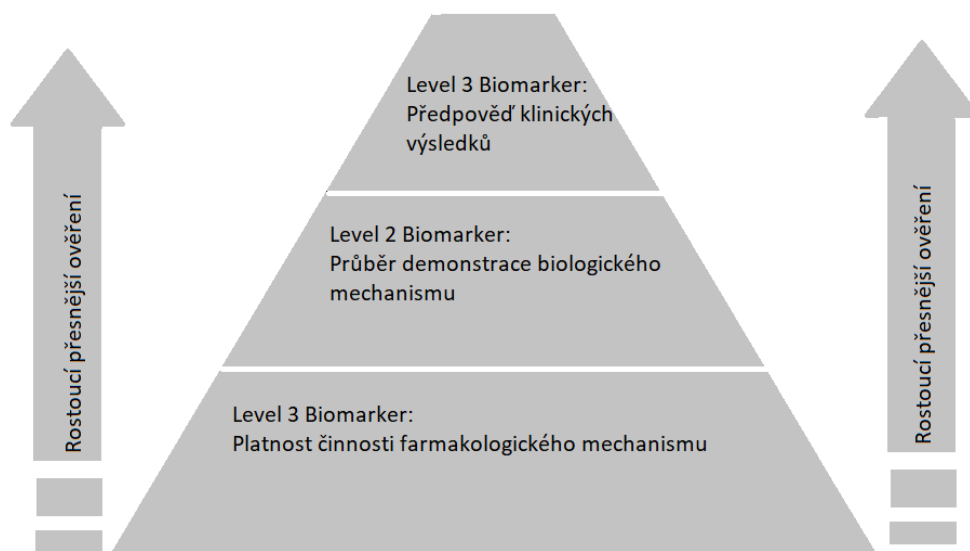 Level 3 Biomarker:
Předpověď klinických
výsledků
Level 2 Biomarker:
Průběr demonstrace biologického
mechanismu
Level 3 Biomarker:
Platnost činnosti farmakologického mechanismu
Rostoucí přesnější ověření
Rostoucí přesnější ověření